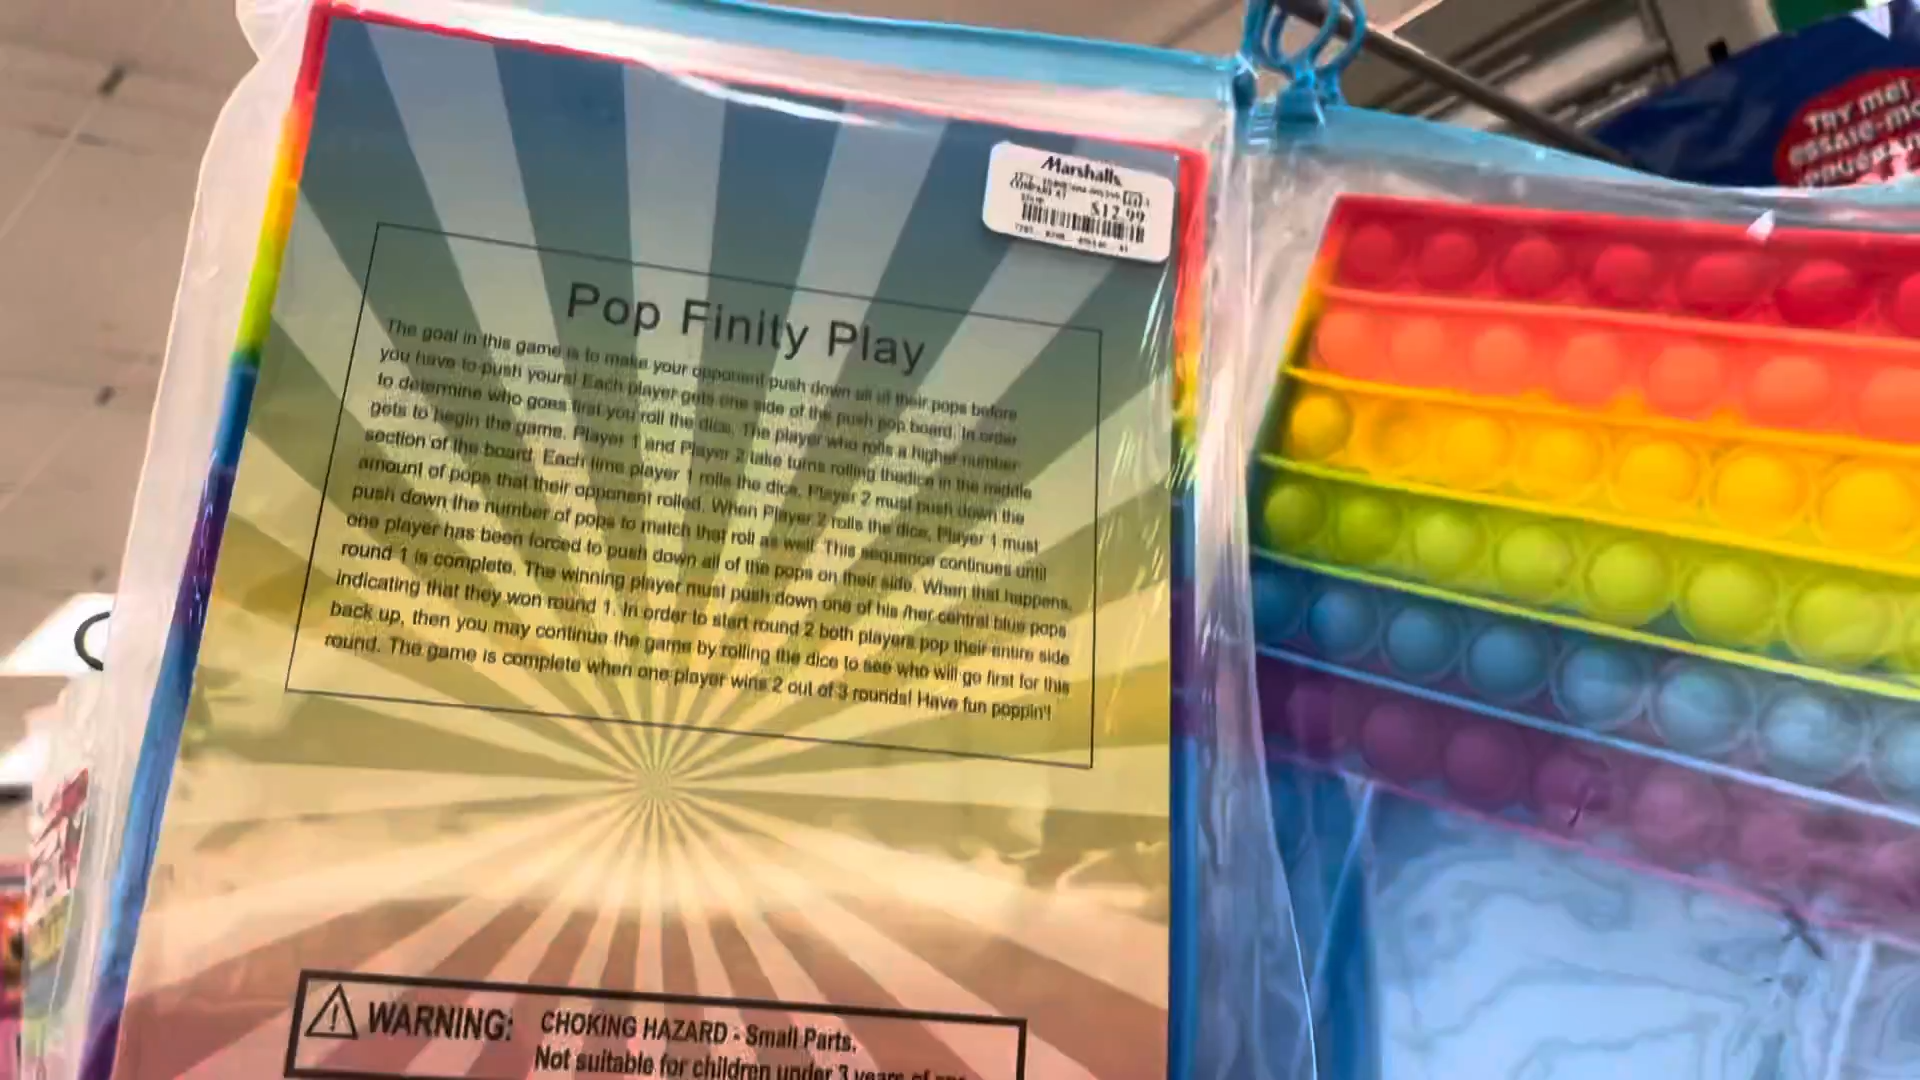 Marshalls
COMPARE AT
$12.99
TRY me!
Pop Finity Play
The goal in this game is to make your opponent push down all of their pops before
you have to push yours! Each player gets one side of the push pop board. In order
to determine who goes first you roll the dice. The player who rolls a higher number
gets to begin the game. Player 1 and Player 2 take turns rolling thedice in the middle
section of the board. Each time player 1 rolls the dice, Player 2 must push down the
amount of pops that their opponent rolled. When Player 2 rolls the dice, Player 1 must
push down the number of pops to match that roll as well. This sequence continues until
one player has been forced to push down all of the pops on their side. When that happens,
round 1 is complete. The winning player must push down one of his /her central blue pops
indicating that they won round 1. In order to start round 2 both players pop their entire side
back up, then you may continue the game by rolling the dice to see who will go first for this
round. The game is complete when one player wins 2 out of 3 rounds! Have fun poppin'!
WARNING: CHOKING HAZARD - Small Parts.
Not suitable for children under 3 years of